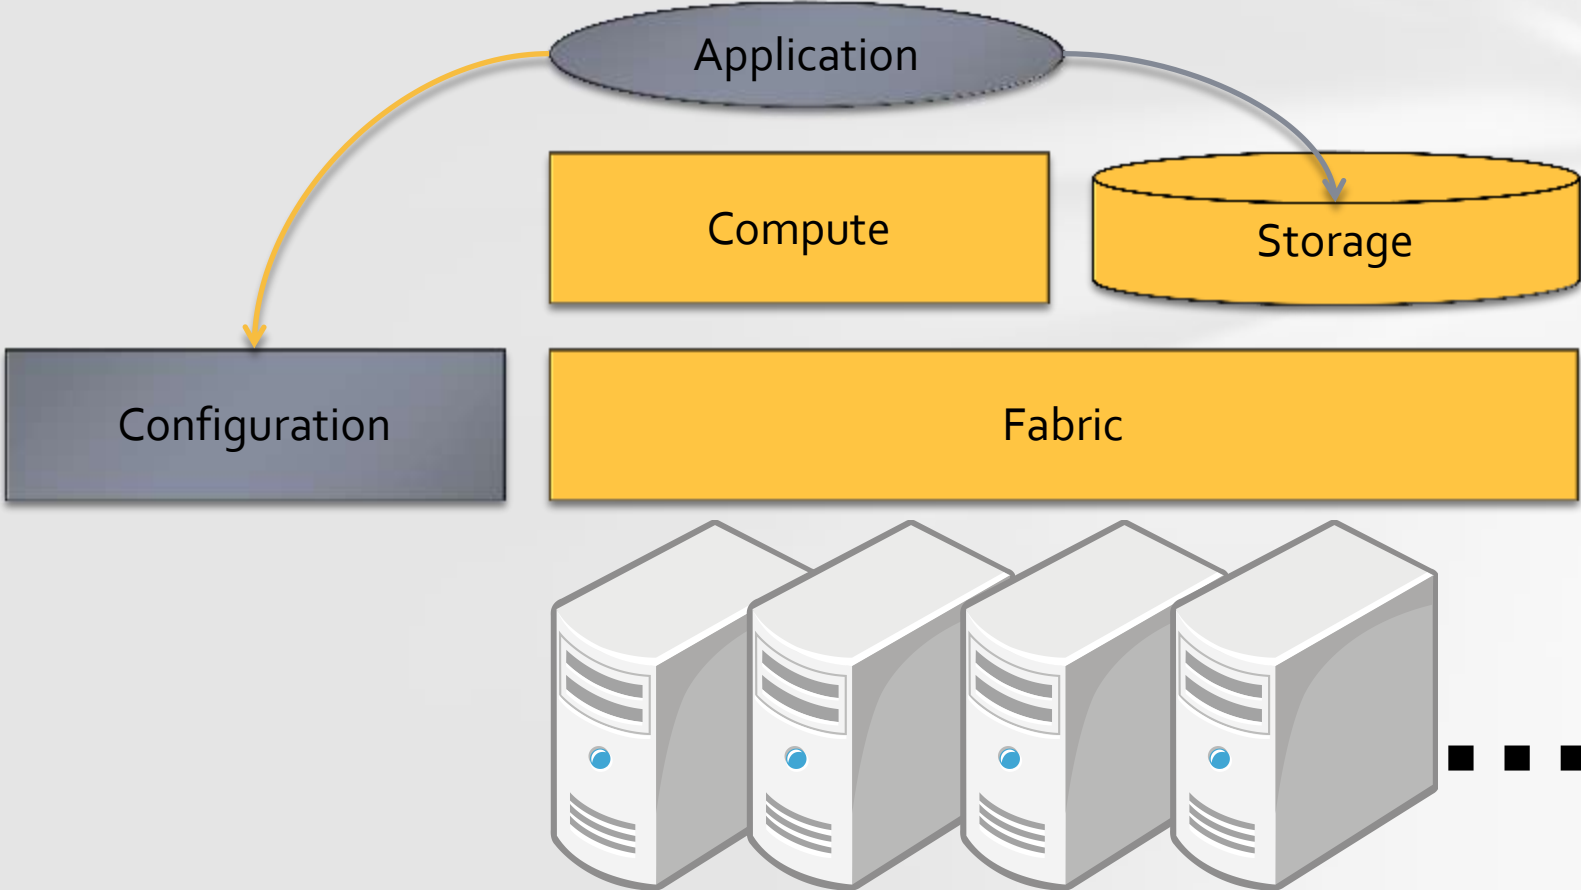 Application
Compute
Storage
Configuration
Fabric